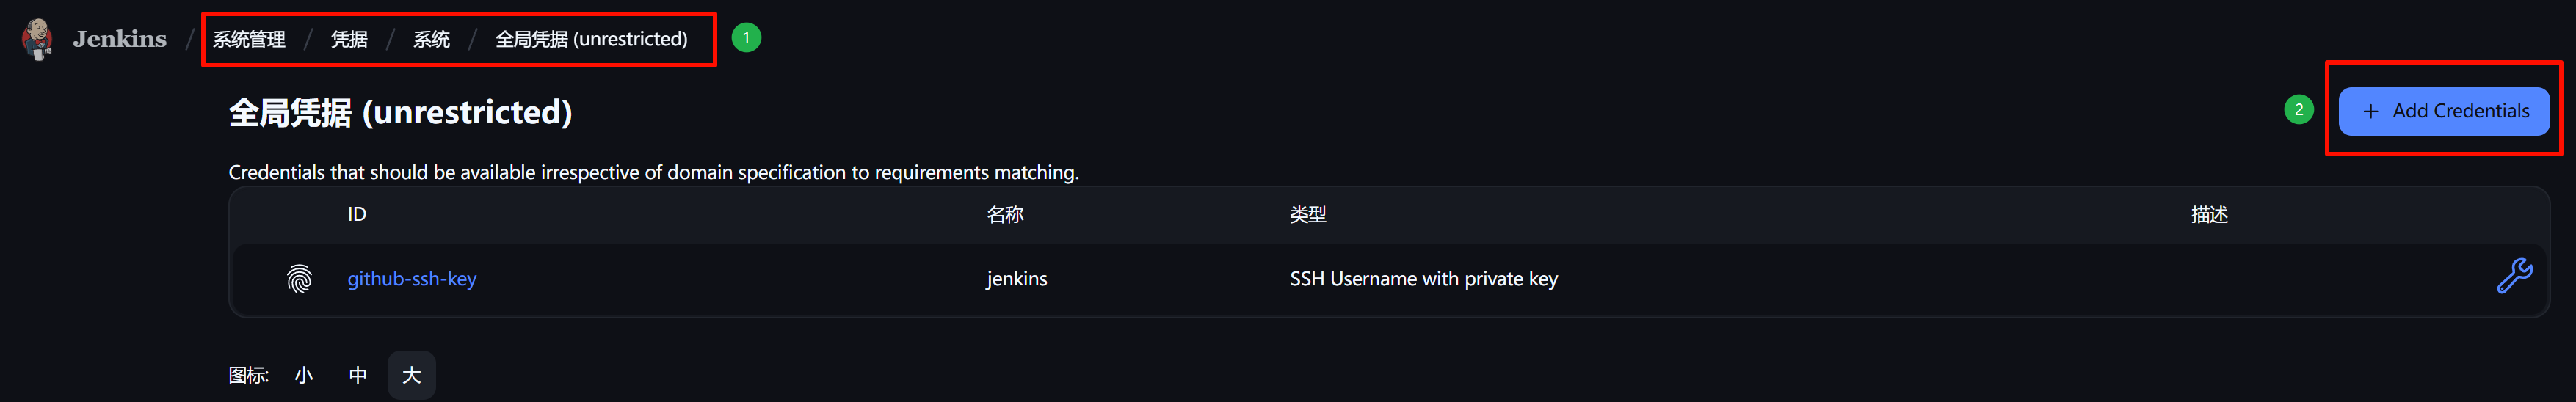 Jenkins / 系统管理 / 凭据 / 系统 / 全局凭据 (unrestricted) 1
全局凭据 (unrestricted)
2 + Add Credentials
Credentials that should be available irrespective of domain specification to requirements matching.
ID 名称 类型 描述
github-ssh-key jenkins SSH Username with private key
图标: 小 中 大